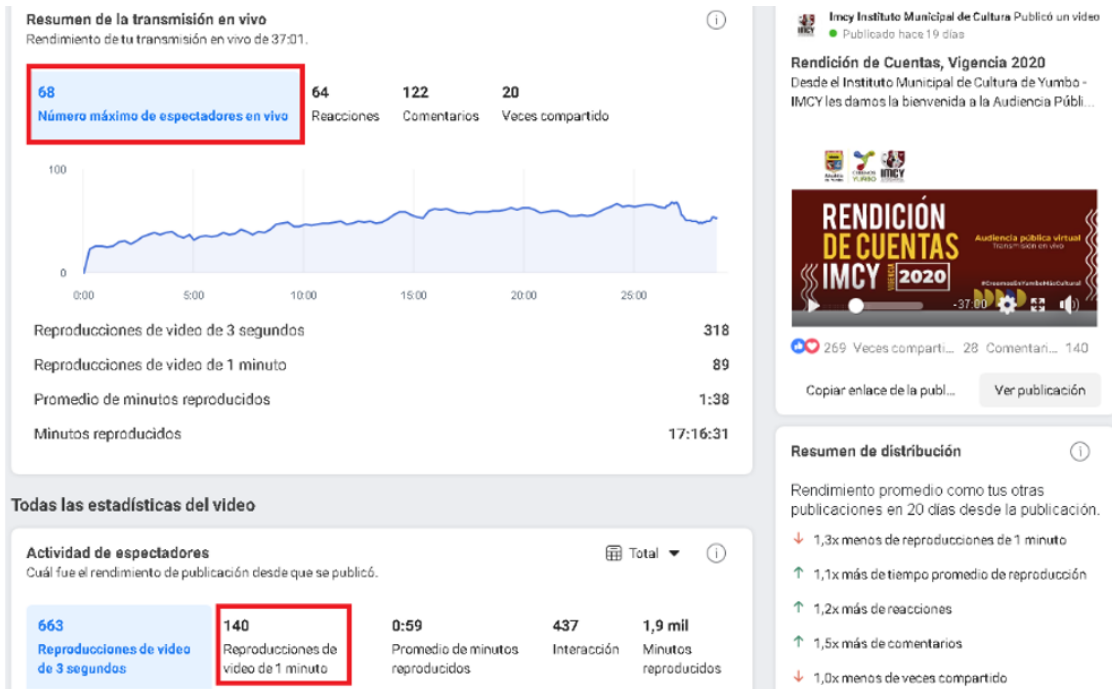 Resumen de la transmisión en vivo
Rendimiento de tu transmisión en vivo de 37:01.
68
Número máximo de espectadores en vivo
64
Reacciones
122
Comentarios
20
Veces compartido
100
0
0:00 5:00 10:00 15:00 20:00 25:00
Reproducciones de video de 3 segundos 318
Reproducciones de video de 1 minuto 89
Promedio de minutos reproducidos 1:38
Minutos reproducidos 17:16:31
Todas las estadísticas del video
Actividad de espectadores
Total
Cuál fue el rendimiento de publicación desde que se publicó.
663
Reproducciones de video
de 3 segundos
140
Reproducciones de
video de 1 minuto
0:59
Promedio de minutos
reproducidos
437
Interacción
1,9 mil
Minutos
reproducidos
Imcy Instituto Municipal de Cultura Publicó un video
Publicado hace 19 días
Rendición de Cuentas, Vigencia 2020
Desde el Instituto Municipal de Cultura de Yumbo -
IMCY les damos la bienvenida a la Audiencia Públi...
YUMBO
IMCY
RENDICIÓN
DE CUENTAS
IMCY VIGENCIA 2020
Audiencia pública virtual
Transmisión en vivo
#CreemosEnYumboMásCultural
-37:00
269 Veces comparti... 28 Comentari... 140
Copiar enlace de la publ...
Ver publicación
Resumen de distribución
Rendimiento promedio como tus otras
publicaciones en 20 días desde la publicación.
1,3x menos de reproducciones de 1 minuto
1,1x más de tiempo promedio de reproducción
1,2x más de reacciones
1,5x más de comentarios
1,0x menos de veces compartido